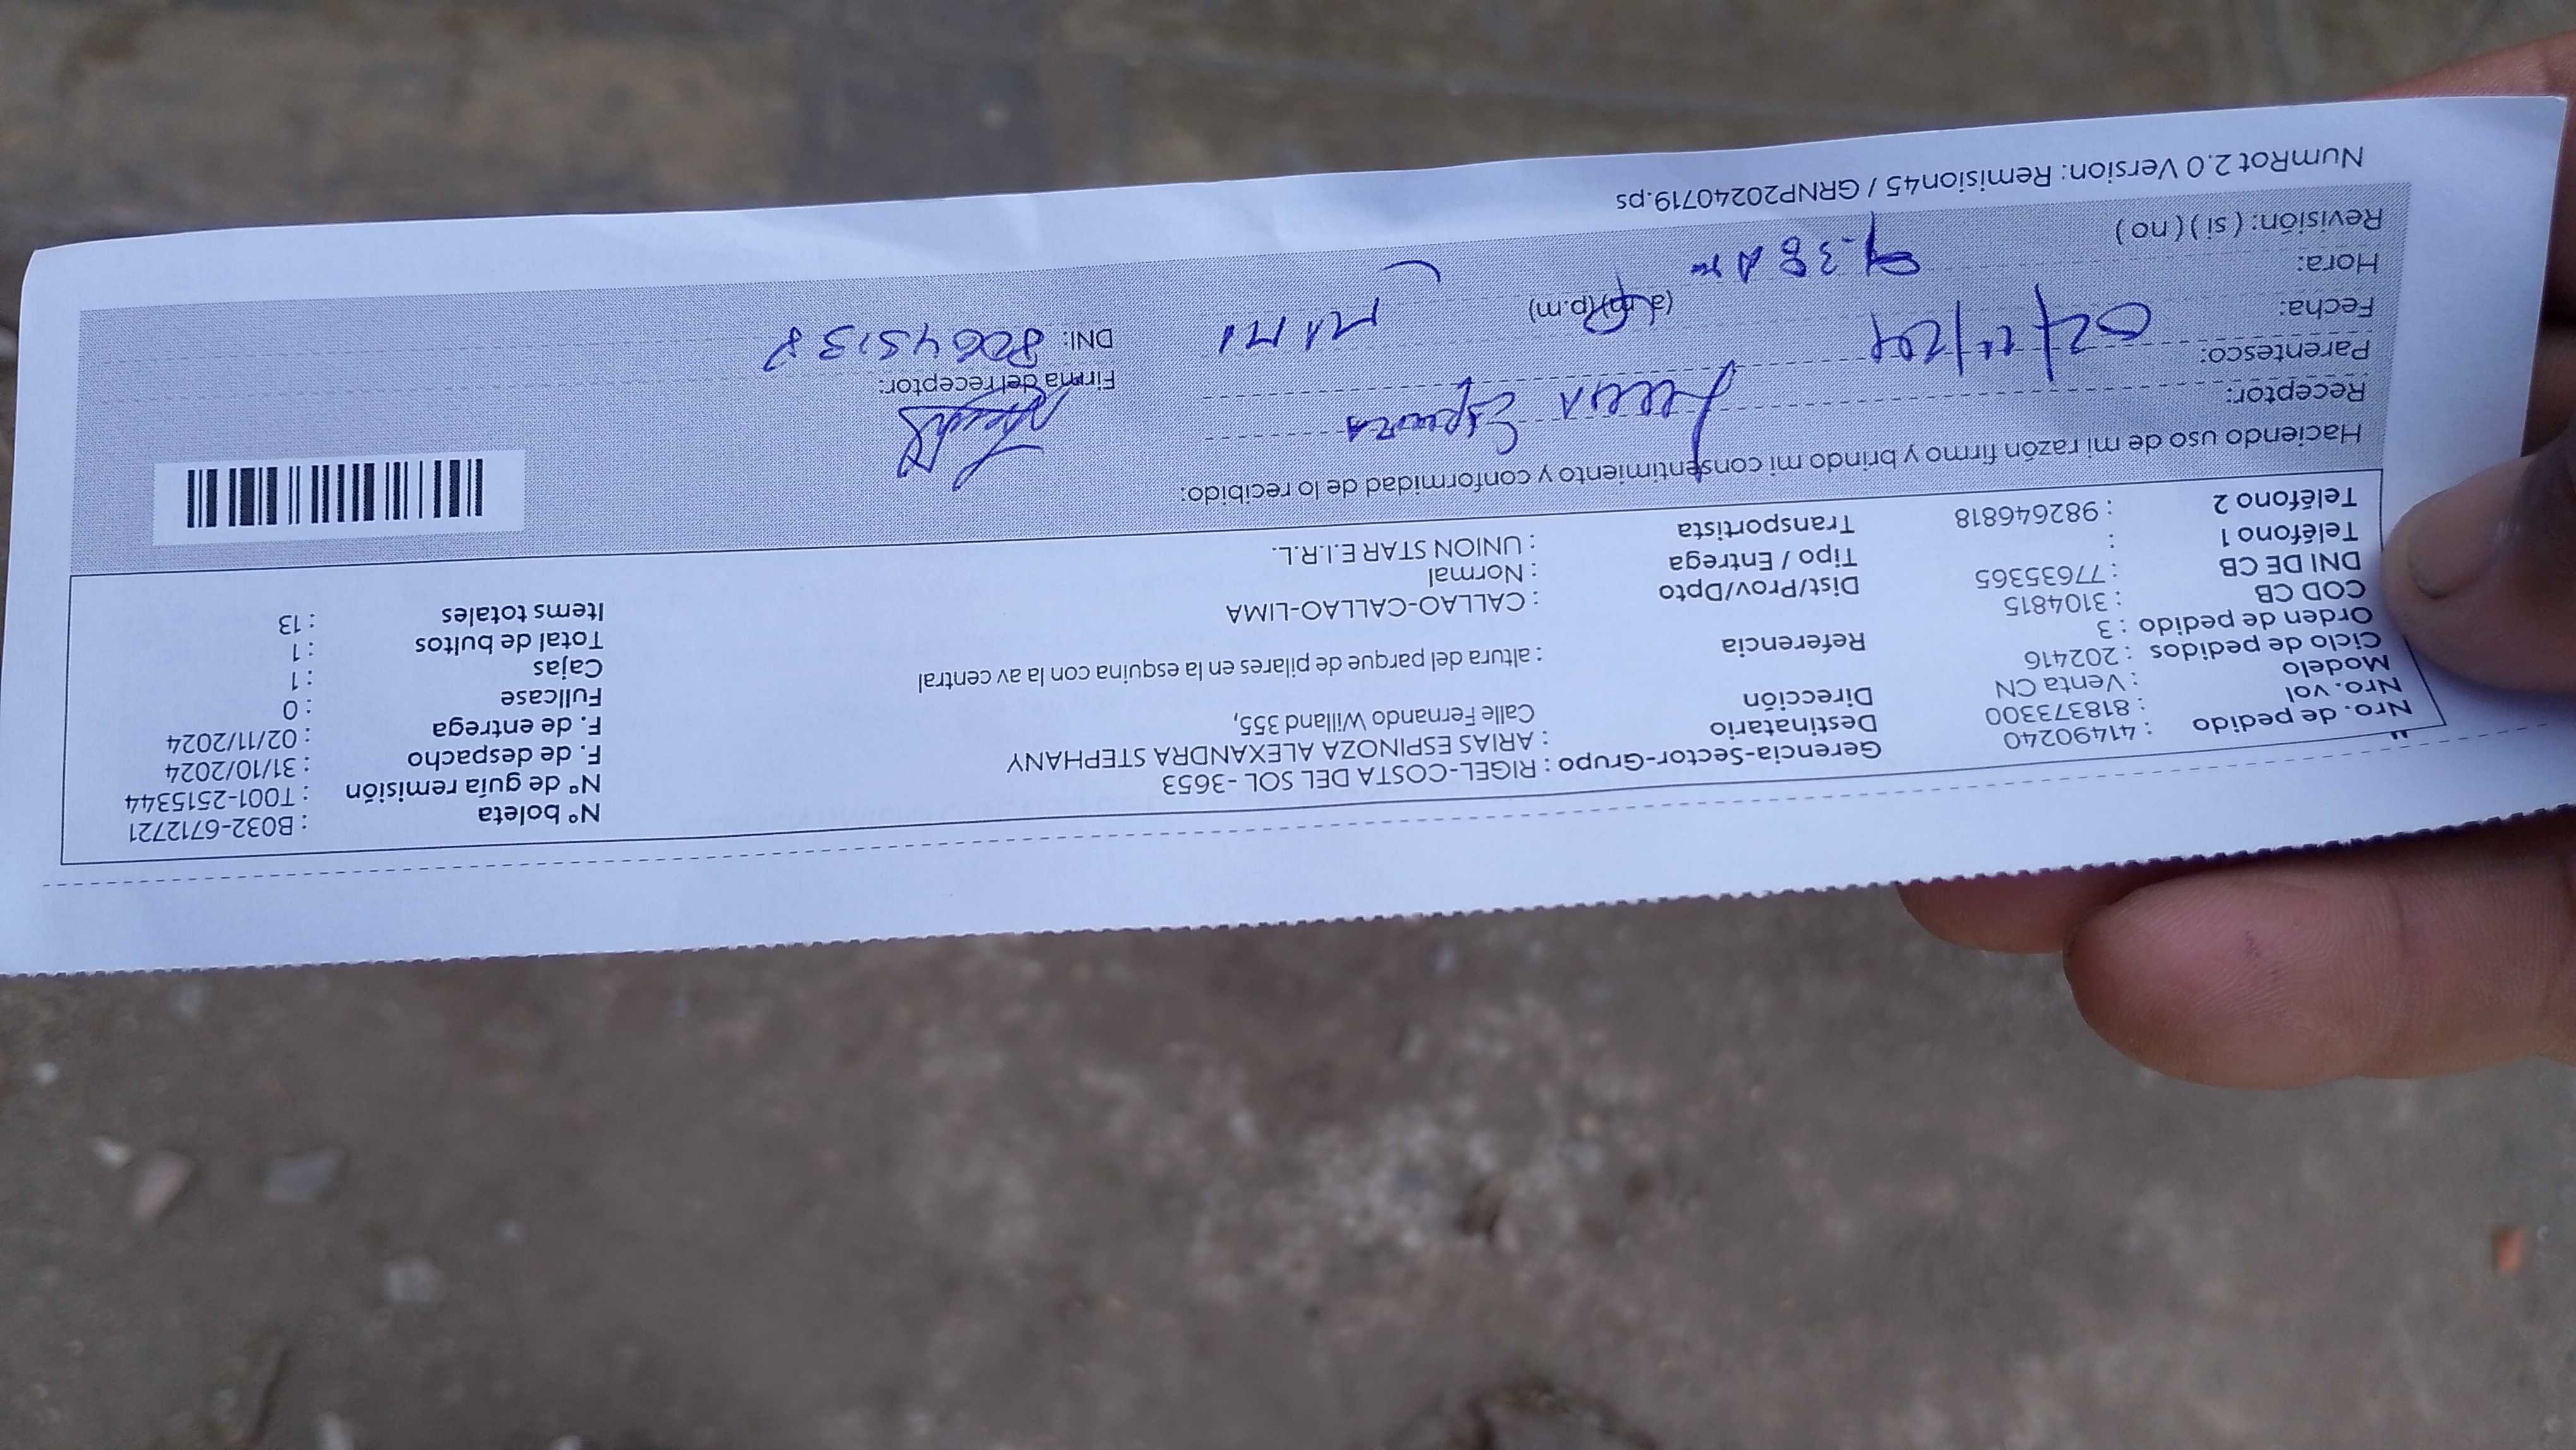 Nro. de pedido : 41490240 Gerencia-Sector-Grupo : RIGEL-COSTA DEL SOL - 3653 N° boleta : B032-6712721
Nro. vol : 818373300 Destinatario : ARIAS ESPINOZA ALEXANDRA STEPHANY N° de guía remisión : T001-2515344
Modelo : Venta CN Dirección Calle Fernando Williand 355, F. de despacho : 31/10/2024
Ciclo de pedidos : 202416 F. de entrega : 02/11/2024
Orden de pedido : 3 Referencia : altura del parque de pilares en la esquina con la av central Fullcase : 0
COD CB : 3104815 Cajas : 1
DNI DE CB : 77635365 Dist/Prov/Dpto : CALLAO-CALLAO-LIMA Total de bultos : 1
Teléfono 1 : Tipo / Entrega : Normal Items totales : 13
Teléfono 2 : 982646818 Transportista : UNION STAR E.I.R.L.
Haciendo uso de mi razón firmo y brindo mi consentimiento y conformidad de lo recibido:
Receptor: Espinoza
Parentesco: Firma del receptor:
Fecha: DNI:
Hora: 9:38 Am (a.m)(p.m)
Revisión: ( si ) ( no )
NumRot 2.0 Version: Remision45 / GRNP20240719.ps